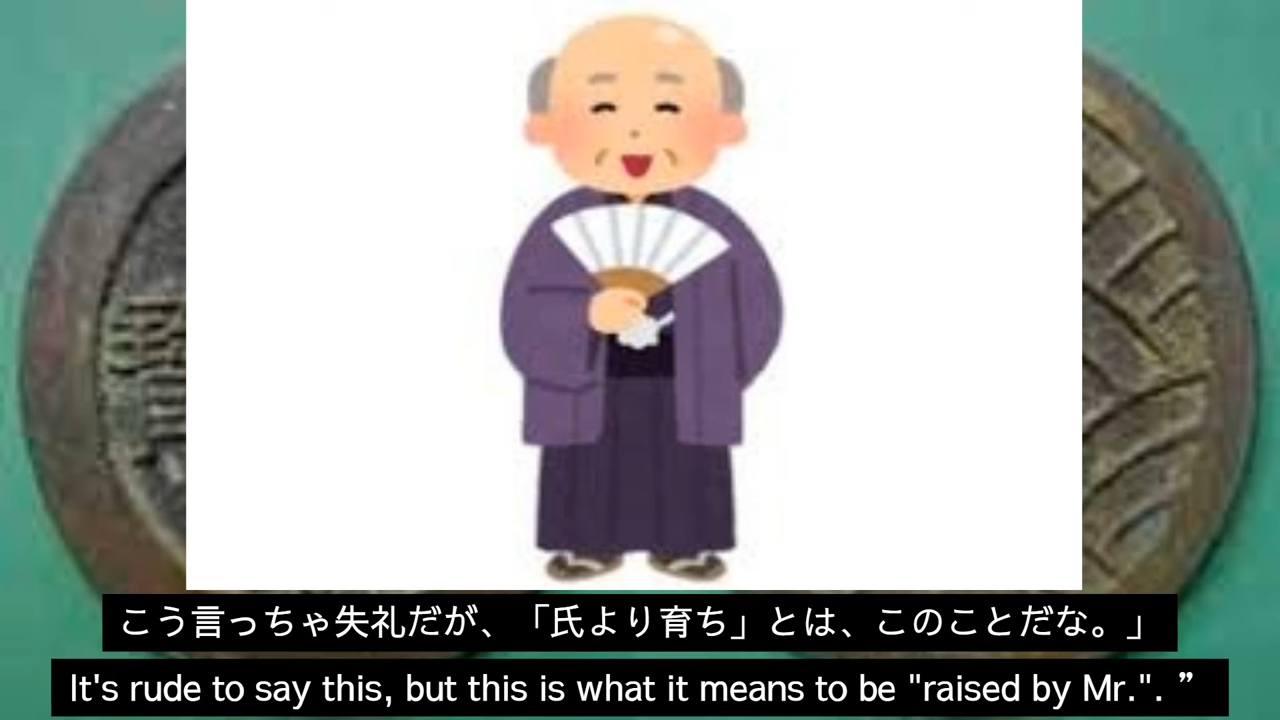 こう言っちゃ失礼だが、「氏より育ち」とは、このことだな。」
It's rude to say this, but this is what it means to be "raised by Mr.". ”